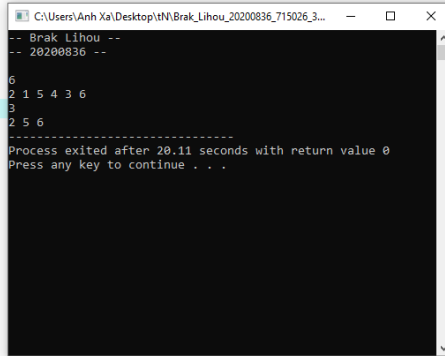 C:\Users\Anh Xa\Desktop\tN\Brak_Lihou_20200836_715026_3...
-- Brak Lihou --
-- 20200836 --
6
2 1 5 4 3 6
3
2 5 6
--------------------------------
Process exited after 20.11 seconds with return value 0
Press any key to continue . . .